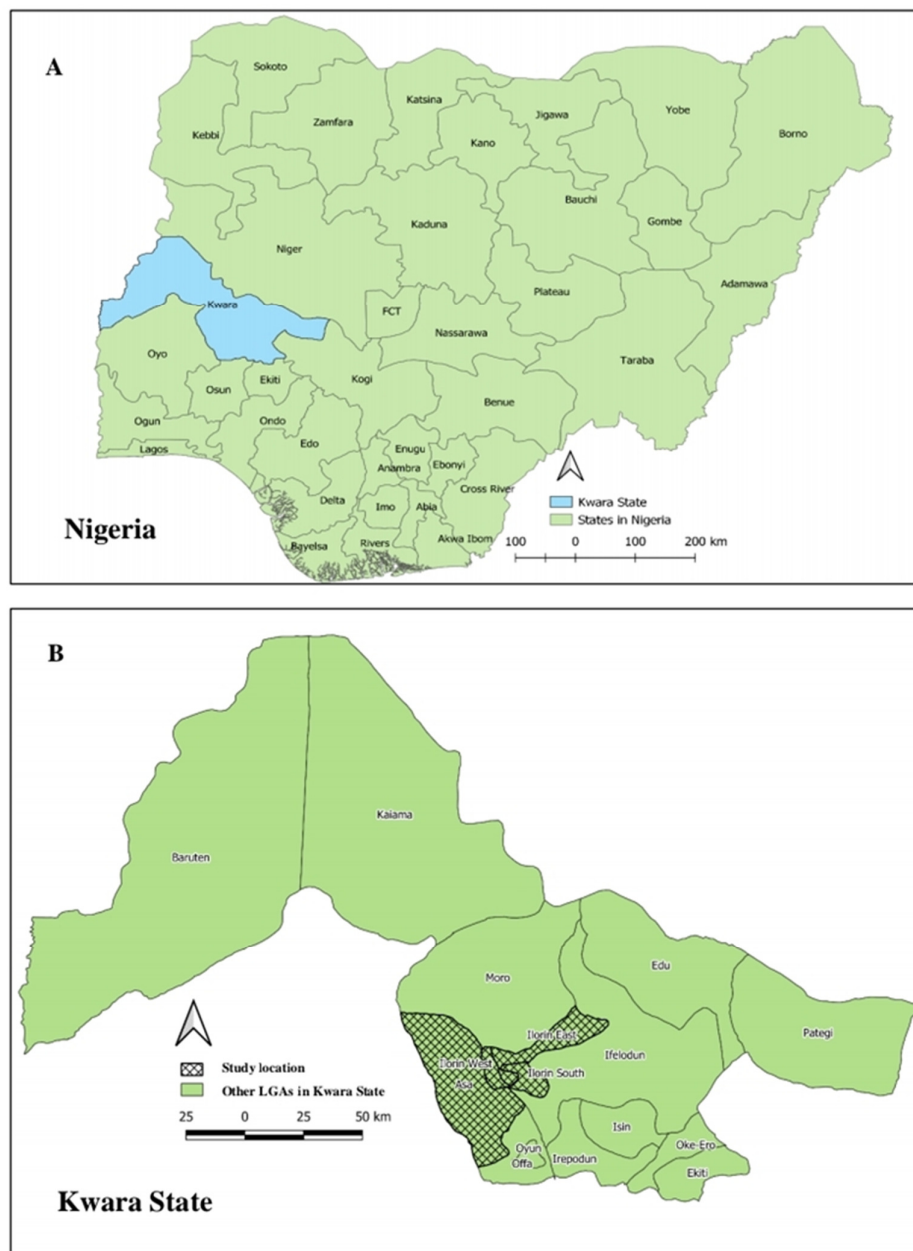 A
Sokoto
Katsina
Jigawa
Yobe
Zamfara
Kebbi
Kano
Borno
Bauchi
Gombe
Kaduna
Niger
Adamawa
Plateau
Kwara
FCT
Nassarawa
Oyo
Taraba
Kogi
Ekiti
Osun
Benue
Ogun
Ondo
Edo
Lagos
Enugu
Anambra
Ebonyi
Cross River
Delta
Imo
Abia
Kwara State
States in Nigeria
Nigeria
Bayelsa
Rivers
Akwa Ibom
100 0 100 200 km
B
Kaiama
Baruten
Edu
Moro
Pategi
Ilorin East
Ifelodun
Ilorin West
Ilorin South
Asa
Study location
Other LGAs in Kwara State
25 0 25 50 km
Isin
Oke-Ero
Oyun
Offa
Irepodun
Ekiti
Kwara State